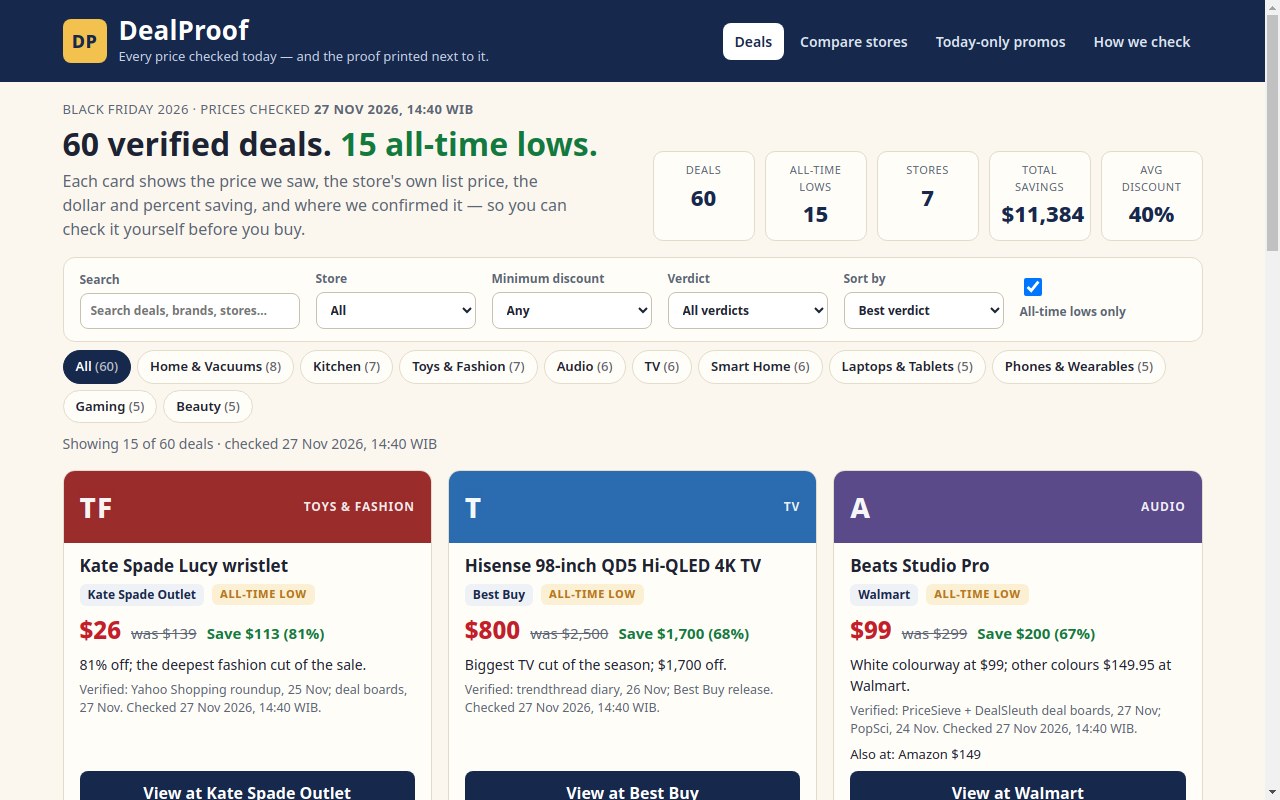 DP
DealProof
Every price checked today — and the proof printed next to it.
Deals
Compare stores
Today-only promos
How we check
BLACK FRIDAY 2026 · PRICES CHECKED 27 NOV 2026, 14:40 WIB
60 verified deals. 15 all-time lows.
Each card shows the price we saw, the store's own list price, the
dollar and percent saving, and where we confirmed it — so you can
check it yourself before you buy.
DEALS
60
ALL-TIME
LOWS
15
STORES
7
TOTAL
SAVINGS
$11,384
AVG
DISCOUNT
40%
Search
Search deals, brands, stores...
Store
All
Minimum discount
Any
Verdict
All verdicts
Sort by
Best verdict
All-time lows only
All (60)
Home & Vacuums (8)
Kitchen (7)
Toys & Fashion (7)
Audio (6)
TV (6)
Smart Home (6)
Laptops & Tablets (5)
Phones & Wearables (5)
Gaming (5)
Beauty (5)
Showing 15 of 60 deals · checked 27 Nov 2026, 14:40 WIB
TF
TOYS & FASHION
Kate Spade Lucy wristlet
Kate Spade Outlet
ALL-TIME LOW
$26 was $139 Save $113 (81%)
81% off; the deepest fashion cut of the sale.
Verified: Yahoo Shopping roundup, 25 Nov; deal boards,
27 Nov. Checked 27 Nov 2026, 14:40 WIB.
View at Kate Spade Outlet
T
TV
Hisense 98-inch QD5 Hi-QLED 4K TV
Best Buy
ALL-TIME LOW
$800 was $2,500 Save $1,700 (68%)
Biggest TV cut of the season; $1,700 off.
Verified: trendthread diary, 26 Nov; Best Buy release.
Checked 27 Nov 2026, 14:40 WIB.
View at Best Buy
A
AUDIO
Beats Studio Pro
Walmart
ALL-TIME LOW
$99 was $299 Save $200 (67%)
White colourway at $99; other colours $149.95 at
Walmart.
Verified: PriceSieve + DealSleuth deal boards, 27 Nov;
PopSci, 24 Nov. Checked 27 Nov 2026, 14:40 WIB.
Also at: Amazon $149
View at Walmart